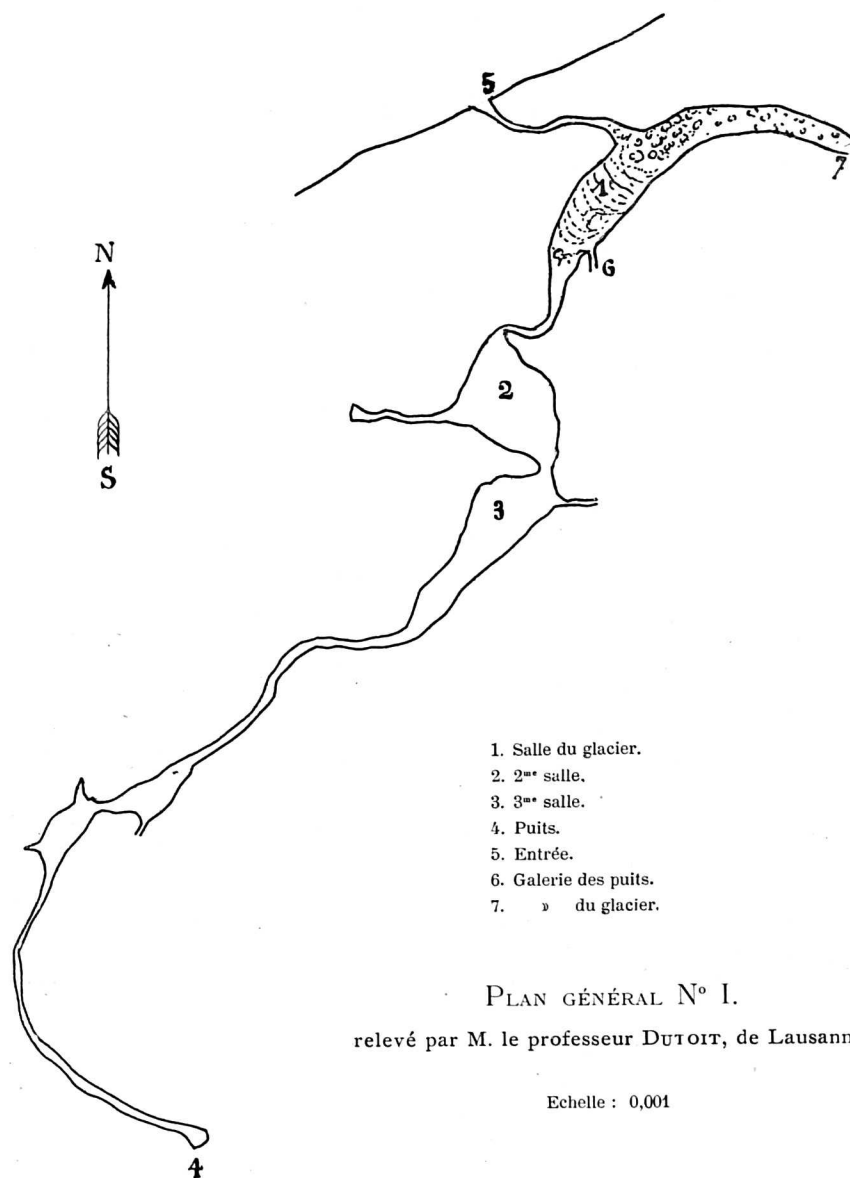 5
7
1
N
6
2
S
3
1. Salle du glacier.
2. 2me salle.
3. 3me salle.
4. Puits.
5. Entrée.
6. Galerie des puits.
7. » du glacier.
PLAN GÉNÉRAL No I.
relevé par M. le professeur DUTOIT, de Lausann
Echelle : 0,001
4